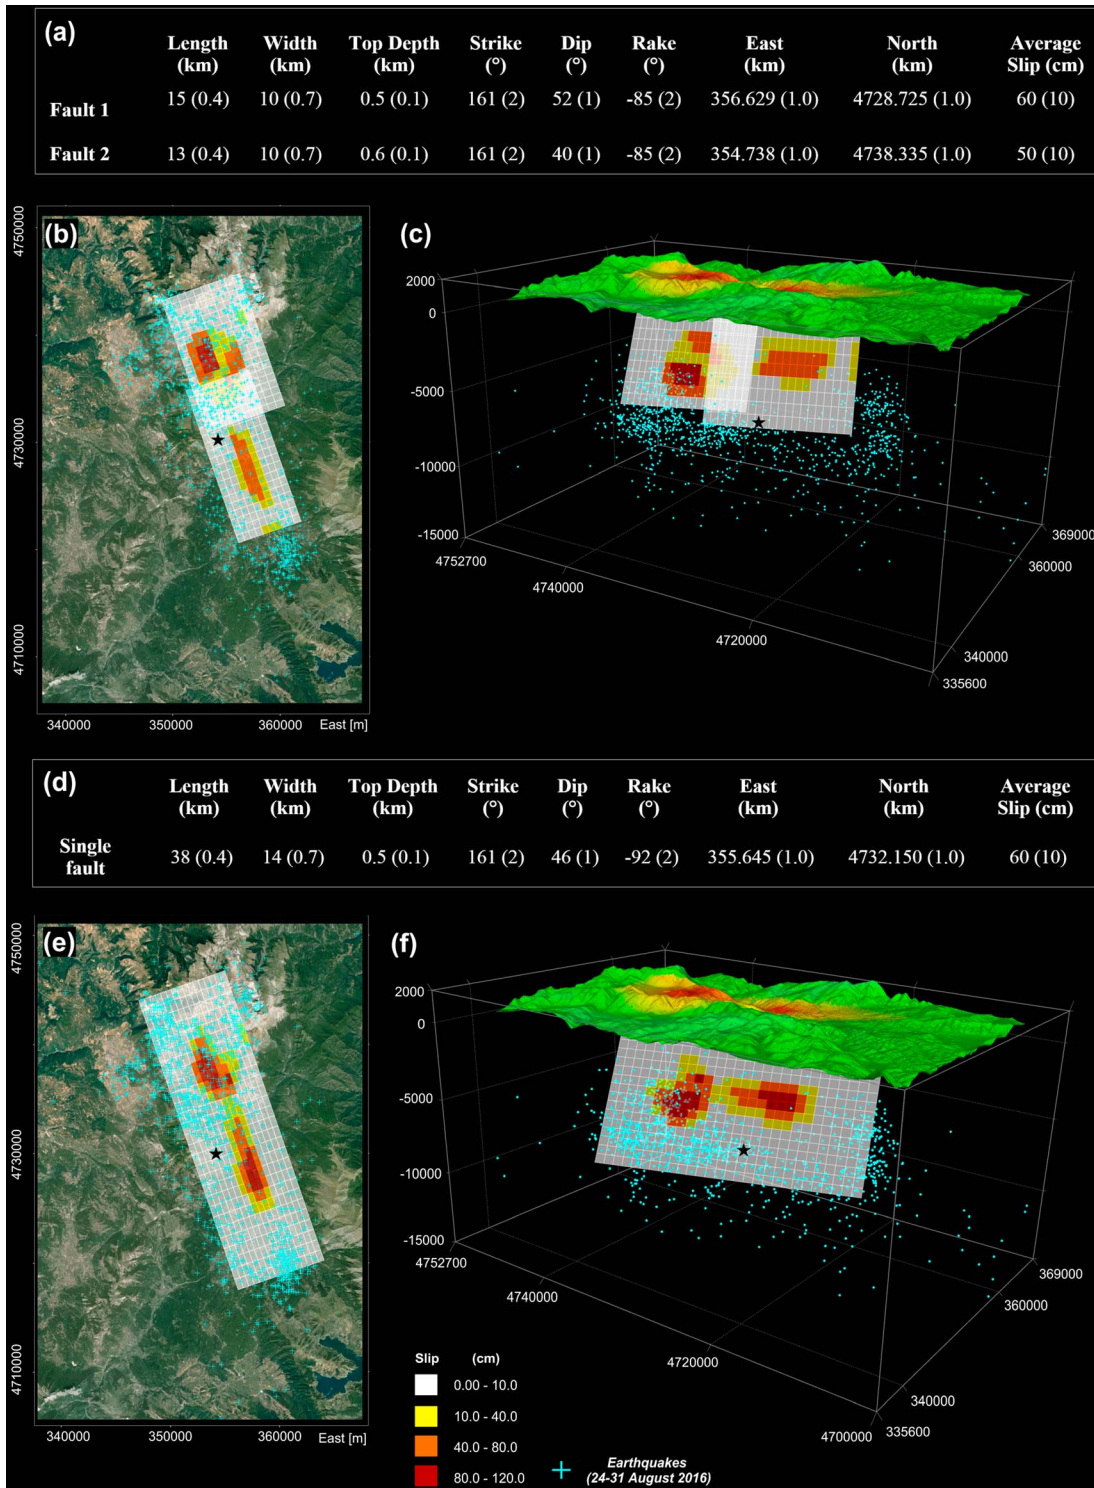 (a)
Length Width Top Depth Strike Dip Rake East North Average
(km) (km) (km) (°) (°) (°) (km) (km) Slip (cm)
Fault 1 15 (0.4) 10 (0.7) 0.5 (0.1) 161 (2) 52 (1) -85 (2) 356.629 (1.0) 4728.725 (1.0) 60 (10)
Fault 2 13 (0.4) 10 (0.7) 0.6 (0.1) 161 (2) 40 (1) -85 (2) 354.738 (1.0) 4738.335 (1.0) 50 (10)
(b)
4750000
4730000
4710000
340000 350000 360000 East [m]
(c)
2000
0
-5000
-10000
-15000
4752700
4740000
4720000
369000
360000
340000
335600
(d)
Length Width Top Depth Strike Dip Rake East North Average
(km) (km) (km) (°) (°) (°) (km) (km) Slip (cm)
Single
fault
38 (0.4) 14 (0.7) 0.5 (0.1) 161 (2) 46 (1) -92 (2) 355.645 (1.0) 4732.150 (1.0) 60 (10)
(e)
4750000
4730000
4710000
340000 350000 360000 East [m]
(f)
2000
0
-5000
-10000
-15000
4752700
4740000
4720000
4700000
369000
360000
340000
335600
Slip (cm)
0.00 - 10.0
10.0 - 40.0
40.0 - 80.0
80.0 - 120.0
Earthquakes
(24-31 August 2016)